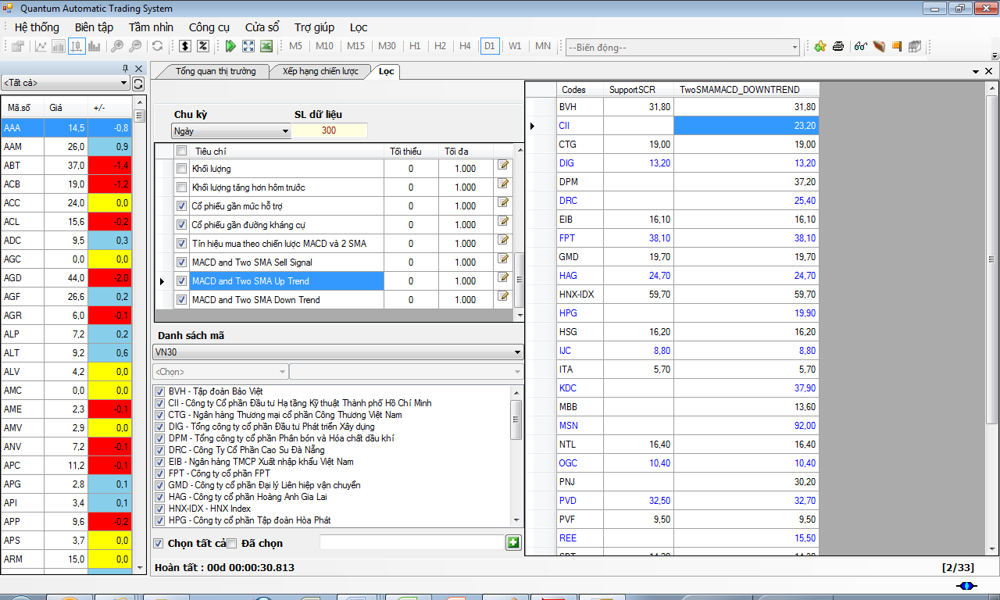 Quantum Automatic Trading System
Hệ thống Biên tập Tầm nhìn Công cụ Cửa sổ Trợ giúp Lọc
$ % M5 M10 M15 M30 H1 H2 H4 D1 W1 MN --Biến động--
<Tất cả>
Mã.số Giá +/-
AAA 14,5 -0,8
AAM 26,0 0,9
ABT 37,0 -1,4
ACB 19,0 -1,2
ACC 24,0 0,0
ACL 15,6 -0,2
ADC 9,5 0,3
AGC 0,0 0,0
AGD 44,0 -2,0
AGF 26,6 0,2
AGR 6,0 -0,1
ALP 7,2 0,2
ALT 9,2 0,6
ALV 4,2 0,0
AMC 0,0 0,0
AME 2,3 -0,1
AMV 2,9 0,0
ANV 7,2 -0,1
APC 11,2 -0,1
APG 2,8 0,1
API 3,4 0,1
APP 9,6 -0,2
APS 3,7 0,0
ARM 15,0 0,0
Tổng quan thị trường Xếp hạng chiến lược Lọc
Chu kỳ SL dữ liệu
Ngày 300
Tiêu chí Tối thiểu Tối đa
Khối lượng 0 1.000
Khối lượng tăng hơn hôm trước 0 1.000
Cổ phiếu gần mức hỗ trợ 0 1.000
Cổ phiếu gần đường kháng cự 0 1.000
Tín hiệu mua theo chiến lược MACD và 2 SMA 0 1.000
MACD and Two SMA Sell Signal 0 1.000
MACD and Two SMA Up Trend 0 1.000
MACD and Two SMA Down Trend 0 1.000
Danh sách mã
VN30
<Chọn>
BVH - Tập đoàn Bảo Việt
CII - Công ty Cổ phần Đầu tư Hạ tầng Kỹ thuật Thành phố Hồ Chí Minh
CTG - Ngân hàng Thương mại cổ phần Công Thương Việt Nam
DIG - Tổng công ty cổ phần Đầu tư Phát triển Xây dựng
DPM - Tổng công ty cổ phần Phân bón và Hóa chất dầu khí
DRC - Công Ty Cổ Phần Cao Su Đà Nẵng
EIB - Ngân hàng TMCP Xuất nhập khẩu Việt Nam
FPT - Công ty cổ phần FPT
GMD - Công ty cổ phần Đại lý Liên hiệp vận chuyển
HAG - Công ty cổ phần Hoàng Anh Gia Lai
HNX-IDX - HNX Index
HPG - Công ty cổ phần Tập đoàn Hòa Phát
Chọn tất cả Đã chọn
Hoàn tất : 00d 00:00:30.813
Codes SupportSCR TwoSMAMACD_DOWNTREND
BVH 31,80 31,80
CII 23,20
CTG 19,00 19,00
DIG 13,20 13,20
DPM 37,20
DRC 25,40
EIB 16,10 16,10
FPT 38,10 38,10
GMD 19,70 19,70
HAG 24,70 24,70
HNX-IDX 59,70 59,70
HPG 19,90
HSG 16,20 16,20
IJC 8,80 8,80
ITA 5,70 5,70
KDC 37,90
MBB 13,60
MSN 92,00
NTL 16,40 16,40
OGC 10,40 10,40
PNJ 30,20
PVD 32,50 32,70
PVF 9,50 9,50
REE 15,50
[2/33]